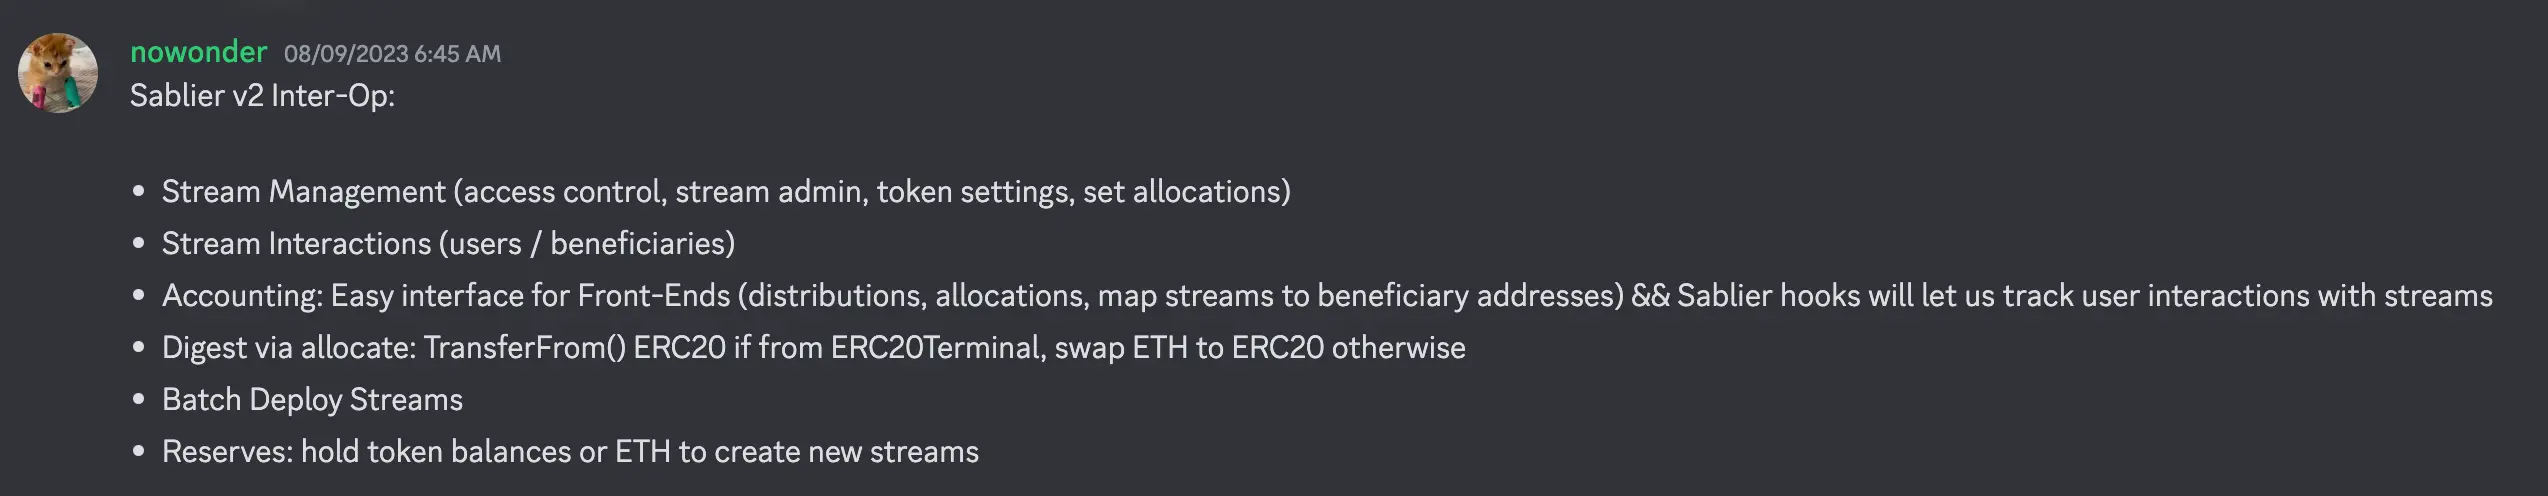 nowonder 08/09/2023 6:45 AM
Sablier v2 Inter-Op:
• Stream Management (access control, stream admin, token settings, set allocations)
• Stream Interactions (users / beneficiaries)
• Accounting: Easy interface for Front-Ends (distributions, allocations, map streams to beneficiary addresses) && Sablier hooks will let us track user interactions with streams
• Digest via allocate: TransferFrom() ERC20 if from ERC20Terminal, swap ETH to ERC20 otherwise
• Batch Deploy Streams
• Reserves: hold token balances or ETH to create new streams